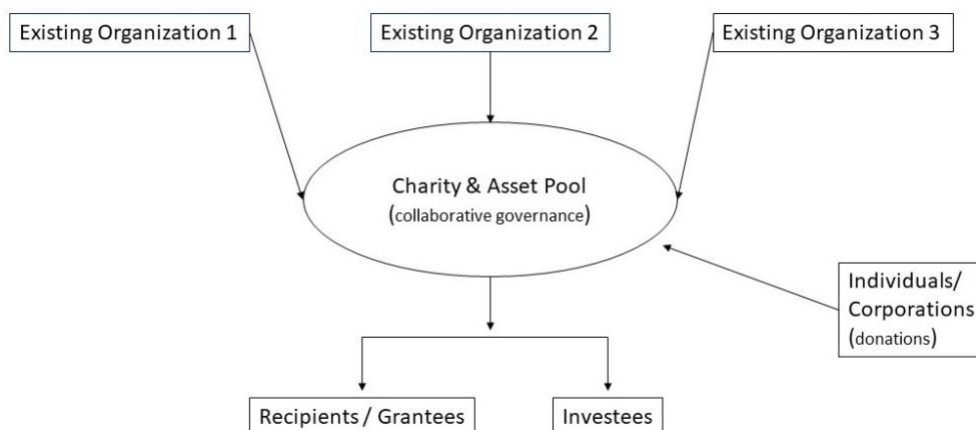 Existing Organization 1
Existing Organization 2
Existing Organization 3
Charity & Asset Pool
(collaborative governance)
Individuals/
Corporations
(donations)
Recipients / Grantees
Investees